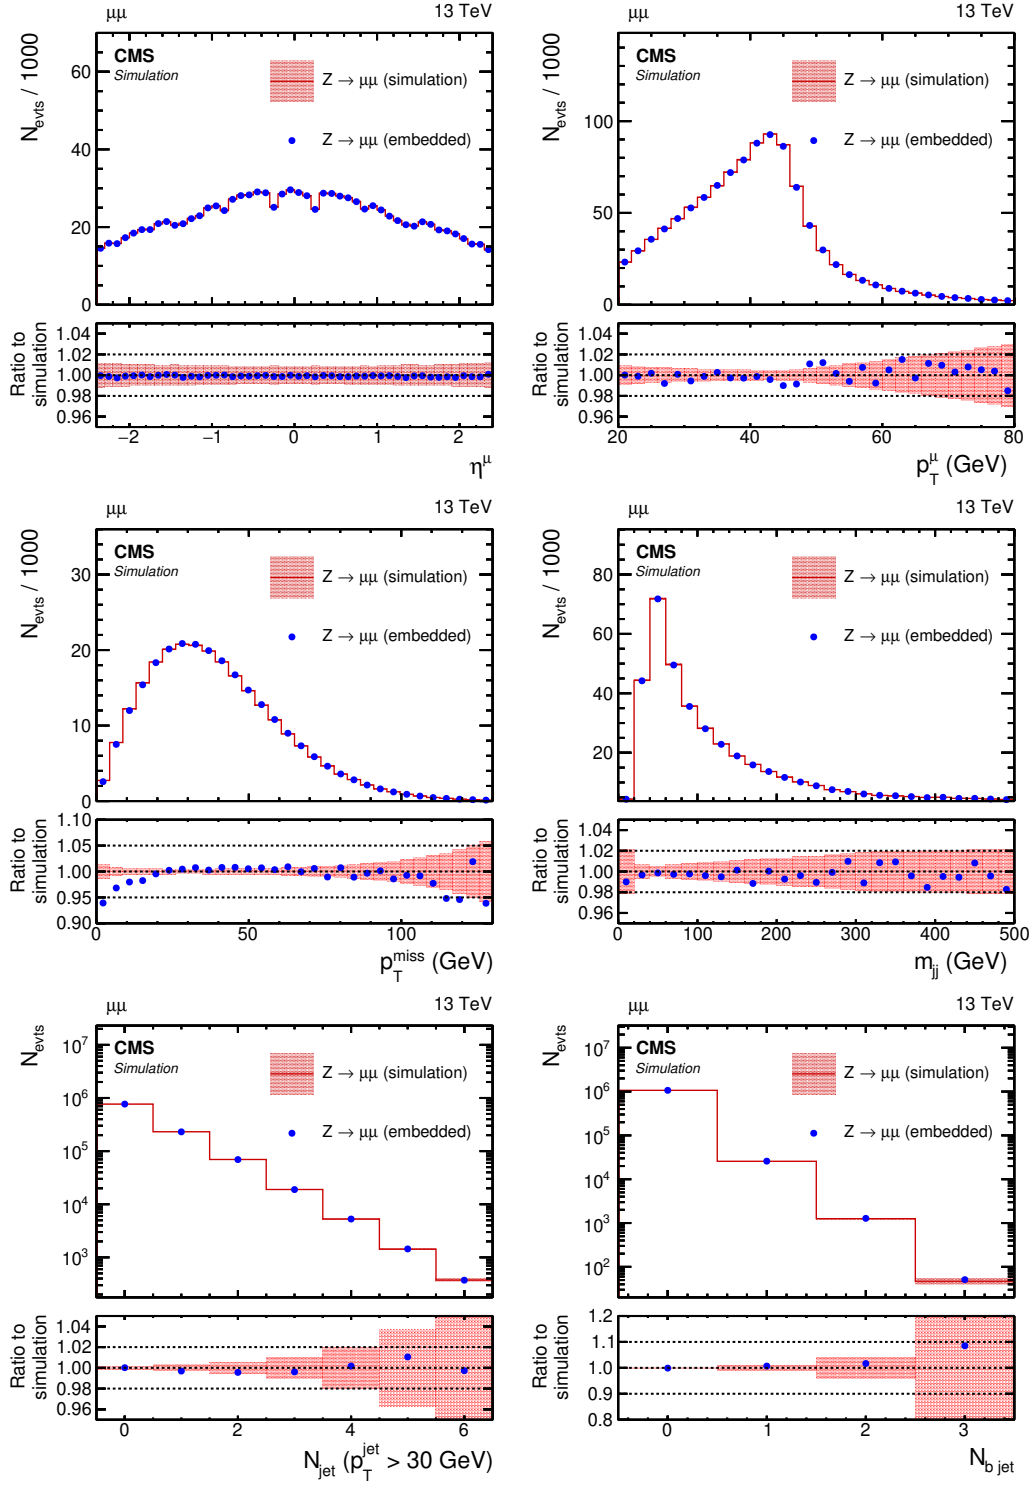 μμ 13 TeV
N_evts / 1000
CMS
Simulation
Z → μμ (simulation)
Z → μμ (embedded)
60
40
20
0
Ratio to simulation
1.04
1.02
1.00
0.98
0.96
−2 −1 0 1 2
η^μ
μμ 13 TeV
N_evts / 1000
CMS
Simulation
Z → μμ (simulation)
Z → μμ (embedded)
100
50
0
Ratio to simulation
1.04
1.02
1.00
0.98
0.96
20 40 60 80
p_T^μ (GeV)
μμ 13 TeV
N_evts / 1000
CMS
Simulation
Z → μμ (simulation)
Z → μμ (embedded)
30
20
10
0
Ratio to simulation
1.10
1.05
1.00
0.95
0.90
0 50 100
p_T^miss (GeV)
μμ 13 TeV
N_evts / 1000
CMS
Simulation
Z → μμ (simulation)
Z → μμ (embedded)
80
60
40
20
Ratio to simulation
1.04
1.02
1.00
0.98
0.96
0 100 200 300 400 500
m_jj (GeV)
μμ 13 TeV
N_evts
CMS
Simulation
Z → μμ (simulation)
Z → μμ (embedded)
10^7
10^6
10^5
10^4
10^3
Ratio to simulation
1.04
1.02
1.00
0.98
0.96
0 2 4 6
N_jet (p_T^jet > 30 GeV)
μμ 13 TeV
N_evts
CMS
Simulation
Z → μμ (simulation)
Z → μμ (embedded)
10^7
10^6
10^5
10^4
10^3
10^2
Ratio to simulation
1.2
1.1
1.0
0.9
0.8
0 1 2 3
N_b jet